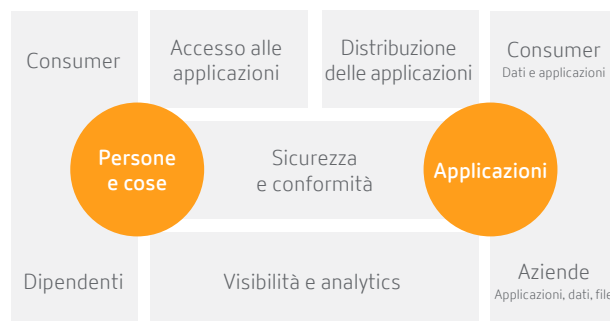 Consumer
Accesso alle
applicazioni
Distribuzione
delle applicazioni
Consumer
Dati e applicazioni
Persone
e cose
Sicurezza
e conformità
Applicazioni
Dipendenti
Visibilità e analytics
Aziende
Applicazioni, dati, file